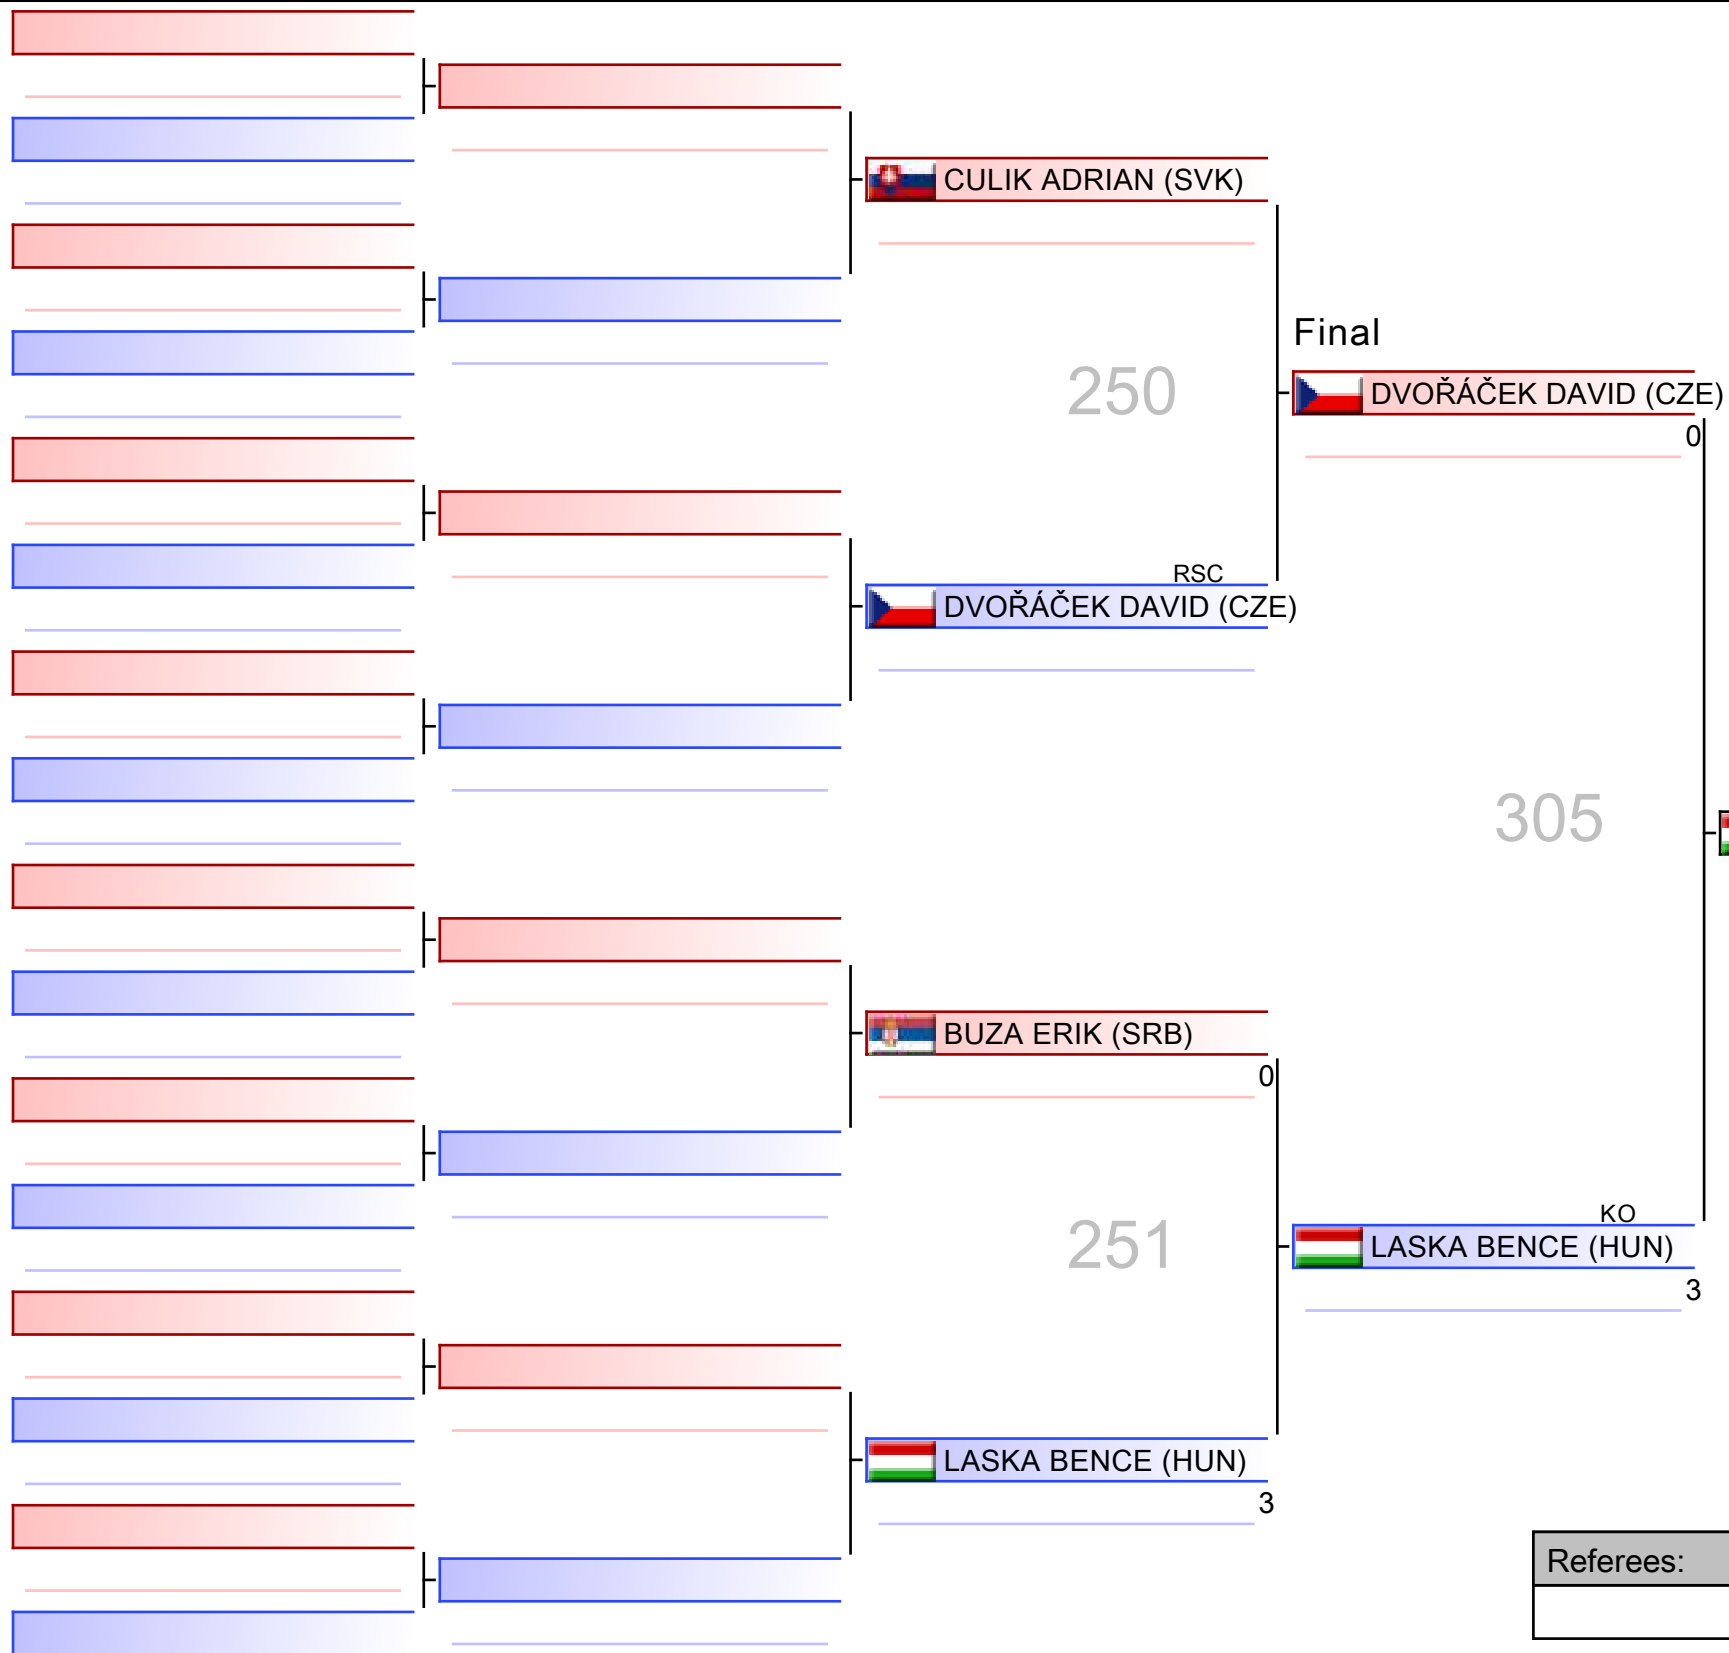 CULIK ADRIAN (SVK)
250
RSC
DVOŘÁČEK DAVID (CZE)
Final
DVOŘÁČEK DAVID (CZE)
0
305
BUZA ERIK (SRB)
0
251
LASKA BENCE (HUN)
3
KO
LASKA BENCE (HUN)
3
Referees: